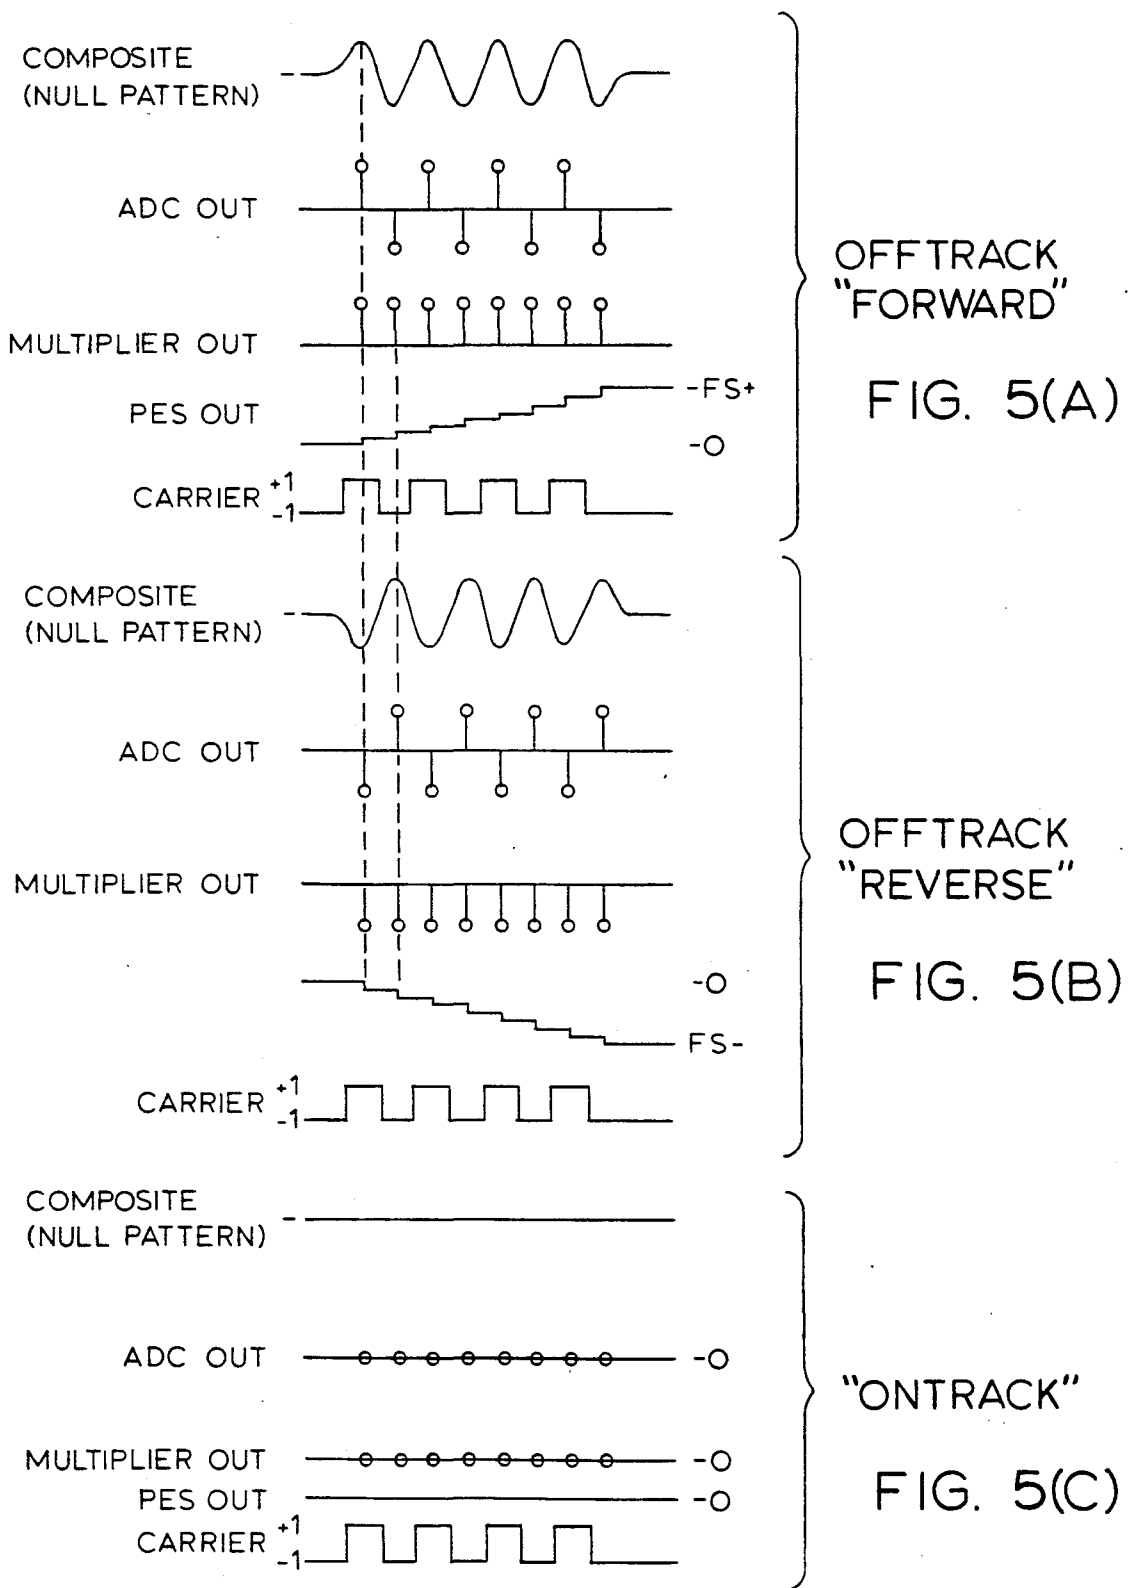 COMPOSITE
(NULL PATTERN) -
ADC OUT
MULTIPLIER OUT
PES OUT
-FS+
-O
CARRIER +1
-1
OFFTRACK
"FORWARD"
FIG. 5(A)
COMPOSITE
(NULL PATTERN) -
ADC OUT
MULTIPLIER OUT
-O
FS-
CARRIER +1
-1
OFFTRACK
"REVERSE"
FIG. 5(B)
COMPOSITE
(NULL PATTERN) -
ADC OUT -O
MULTIPLIER OUT -O
PES OUT -O
CARRIER +1
-1
"ONTRACK"
FIG. 5(C)